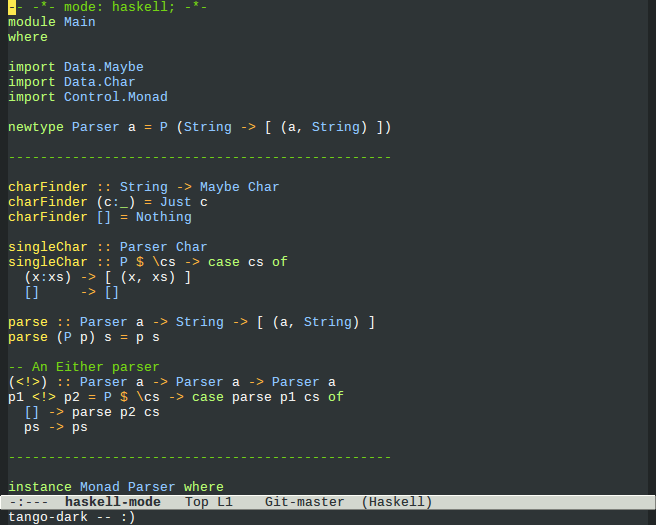 -- -*- mode: haskell; -*-
module Main
where

import Data.Maybe
import Data.Char
import Control.Monad

newtype Parser a = P (String -> [ (a, String) ])

------------------------------------------------

charFinder :: String -> Maybe Char
charFinder (c:_) = Just c
charFinder [] = Nothing

singleChar :: Parser Char
singleChar :: P $ \cs -> case cs of
  (x:xs) -> [ (x, xs) ]
  []     -> []

parse :: Parser a -> String -> [ (a, String) ]
parse (P p) s = p s

-- An Either parser
(<!>) :: Parser a -> Parser a -> Parser a
p1 <!> p2 = P $ \cs -> case parse p1 cs of
  [] -> parse p2 cs
  ps -> ps

------------------------------------------------

instance Monad Parser where
-:---  haskell-mode   Top L1    Git-master  (Haskell)
tango-dark -- :)